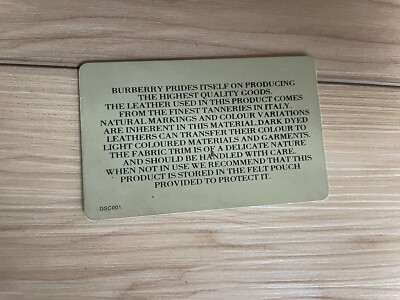 BURBERRY PRIDES ITSELF ON PRODUCING
THE HIGHEST QUALITY GOODS.
THE LEATHER USED IN THIS PRODUCT COMES
FROM THE FINEST TANNERIES IN ITALY.
NATURAL MARKINGS AND COLOUR VARIATIONS
ARE INHERENT IN THIS MATERIAL.DARK DYED
LEATHERS CAN TRANSFER THEIR COLOUR TO
LIGHT COLOURED MATERIALS AND GARMENTS.
THE FABRIC TRIM IS OF A DELICATE NATURE
AND SHOULD BE HANDLED WITH CARE.
WHEN NOT IN USE WE RECOMMEND THAT THIS
PRODUCT IS STORED IN THE FELT POUCH
PROVIDED TO PROTECT IT.
DSC001